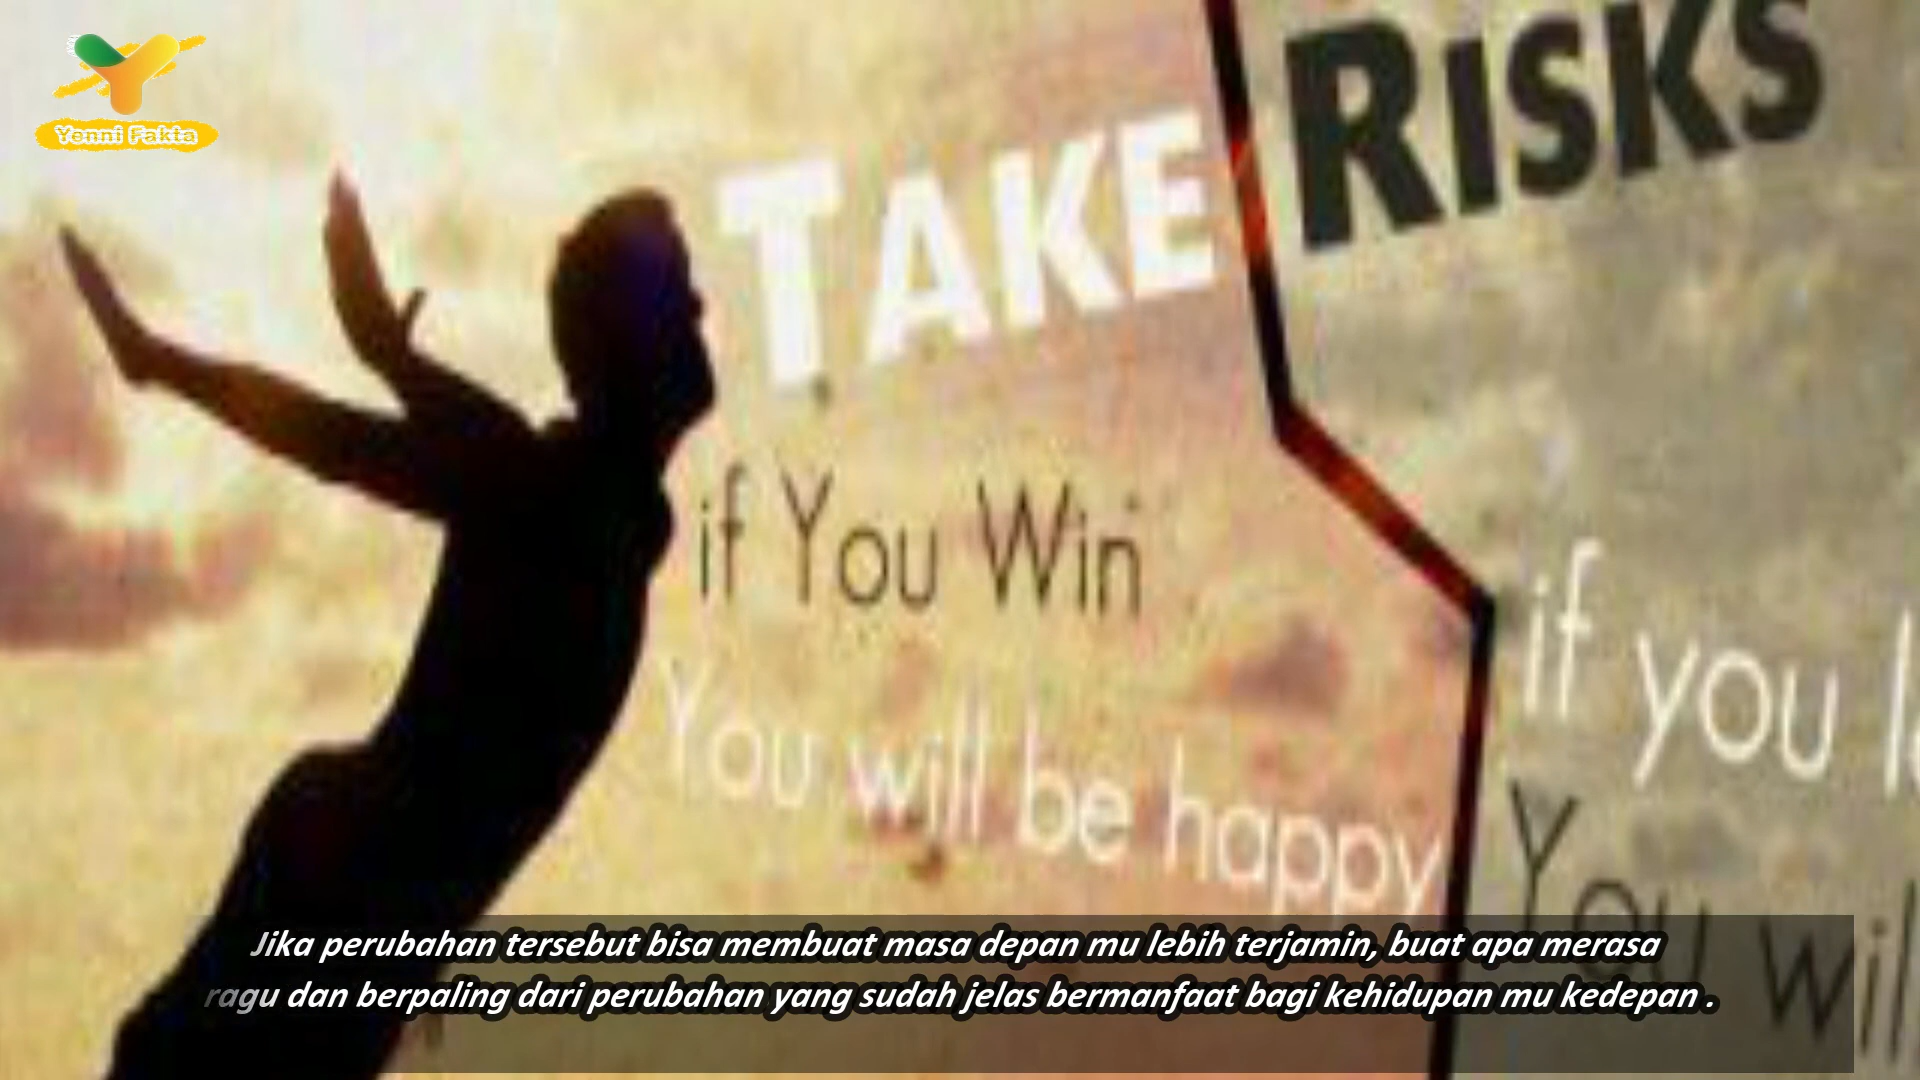 Yenni Fakta
TAKE RISKS
if You Win
You will be happy
if you
You will
Jika perubahan tersebut bisa membuat masa depan mu lebih terjamin, buat apa merasa
ragu dan berpaling dari perubahan yang sudah jelas bermanfaat bagi kehidupan mu kedepan .